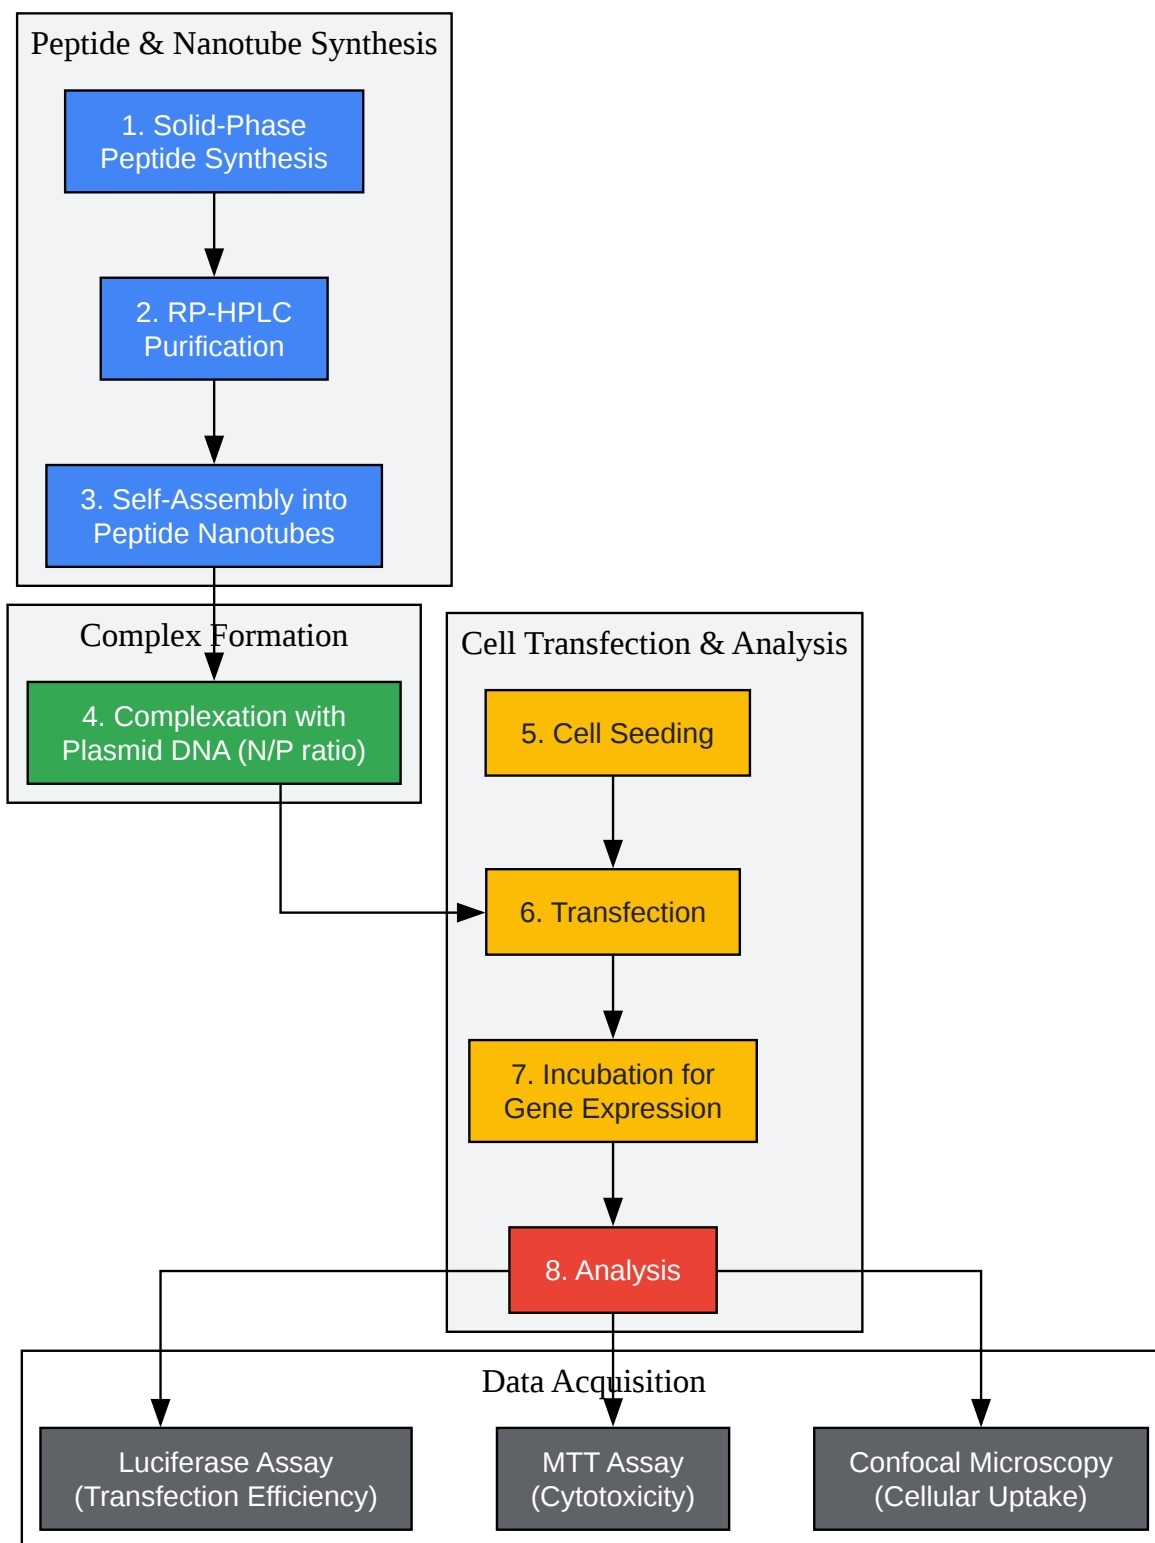 Peptide & Nanotube Synthesis
1. Solid-Phase
Peptide Synthesis
2. RP-HPLC
Purification
3. Self-Assembly into
Peptide Nanotubes
Complex Formation
4. Complexation with
Plasmid DNA (N/P ratio)
Cell Transfection & Analysis
5. Cell Seeding
6. Transfection
7. Incubation for
Gene Expression
8. Analysis
Data Acquisition
Luciferase Assay
(Transfection Efficiency)
MTT Assay
(Cytotoxicity)
Confocal Microscopy
(Cellular Uptake)